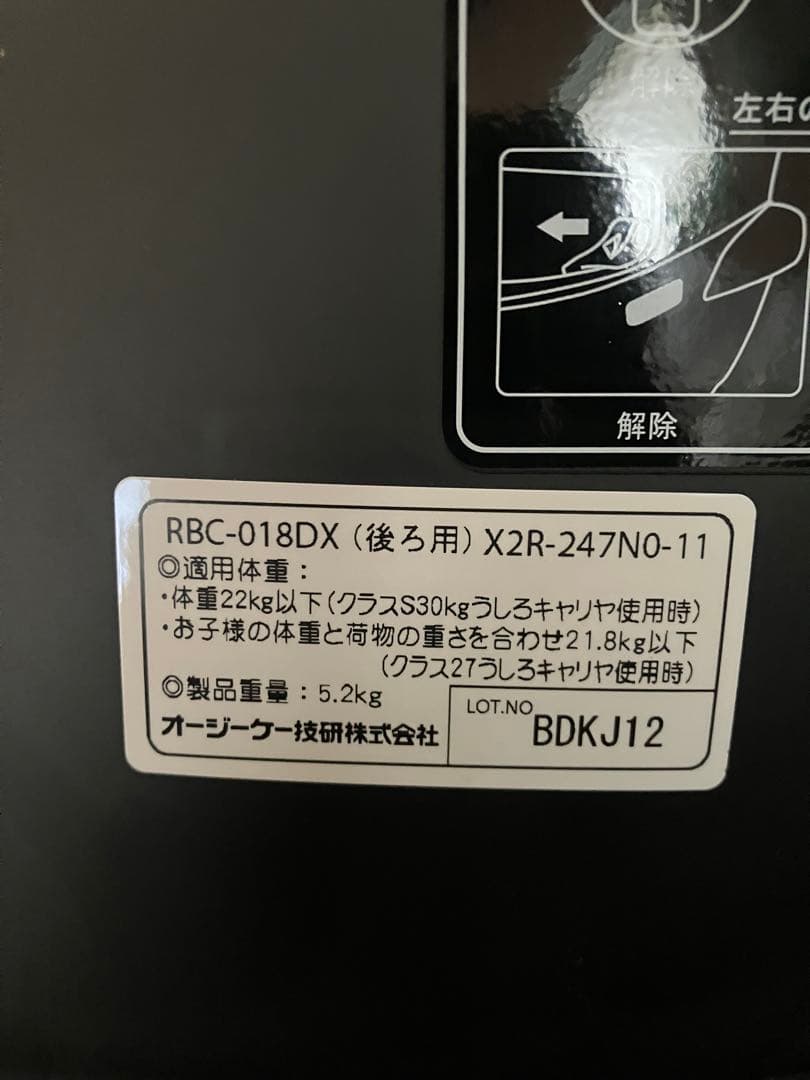 左右の
解除
RBC-018DX（後ろ用）X2R-247N0-11
◎適用体重：
・体重22kg以下（クラスS30kgうしろキャリヤ使用時）
・お子様の体重と荷物の重さを合わせ21.8kg以下
（クラス27うしろキャリヤ使用時）
◎製品重量：5.2kg
オージーケー技研株式会社
LOT.NO BDKJ12